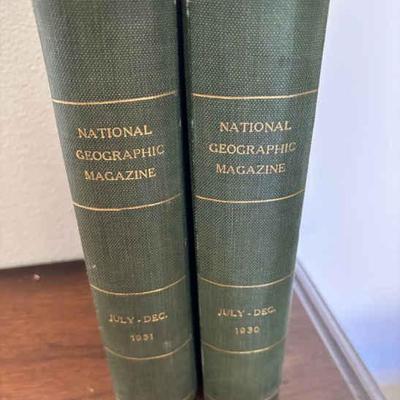 NATIONAL
GEOGRAPHIC
MAGAZINE
JULY-DEC.
1931
NATIONAL
GEOGRAPHIC
MAGAZINE
JULY-DEC.
1930